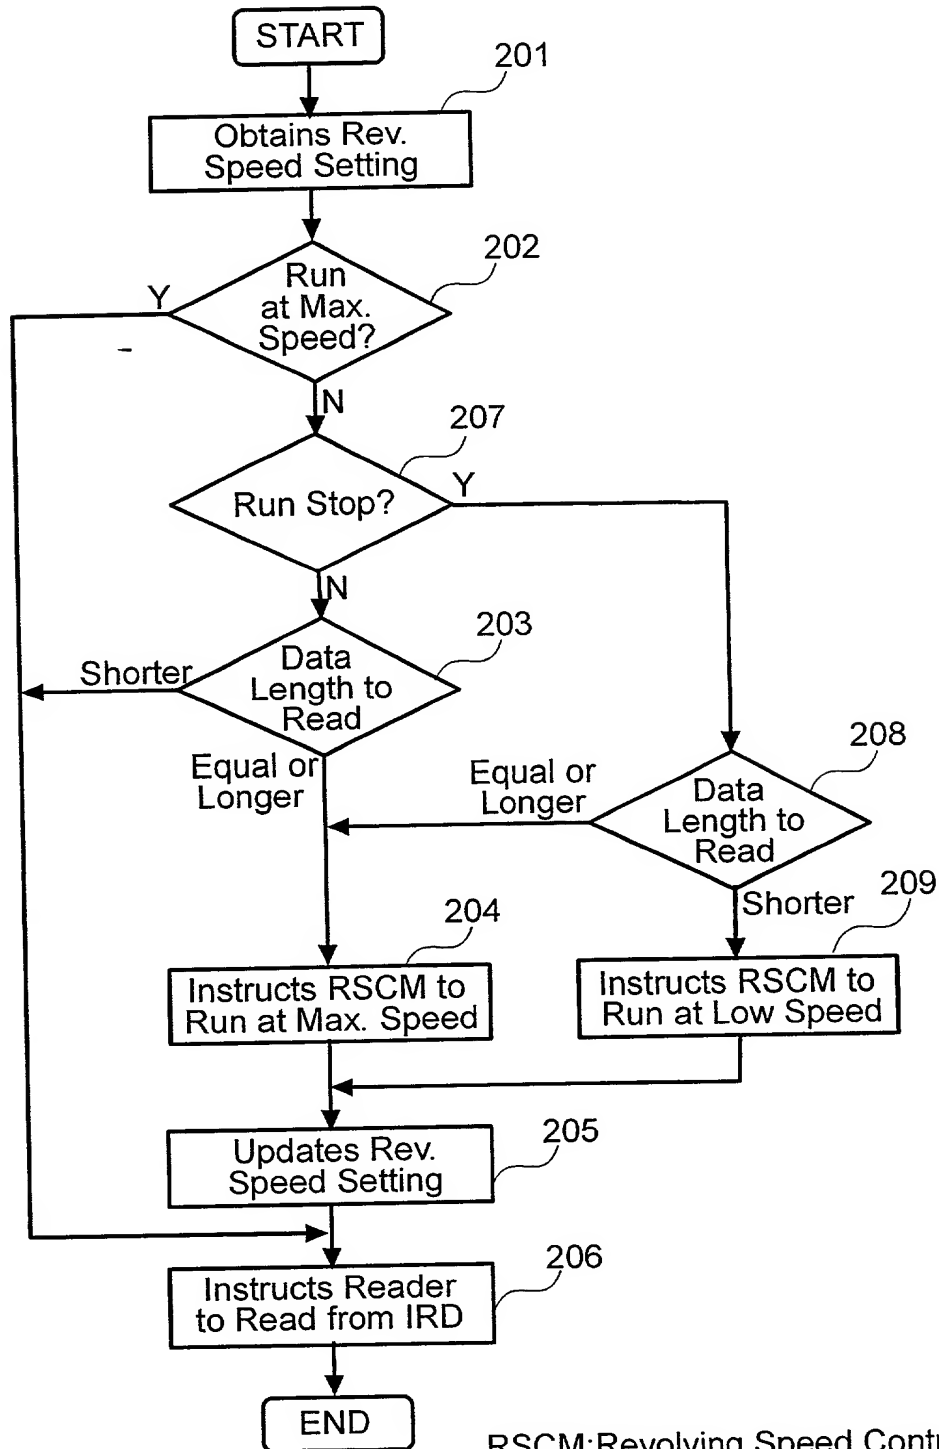 START
201
Obtains Rev.
Speed Setting
202
Run
at Max.
Speed?
Y
N
207
Run Stop?
Y
N
203
Data
Length to
Read
Shorter
Equal or
Longer
208
Data
Length to
Read
Equal or
Longer
Shorter
204
Instructs RSCM to
Run at Max. Speed
209
Instructs RSCM to
Run at Low Speed
205
Updates Rev.
Speed Setting
206
Instructs Reader
to Read from IRD
END
RSCM:Revolving Speed